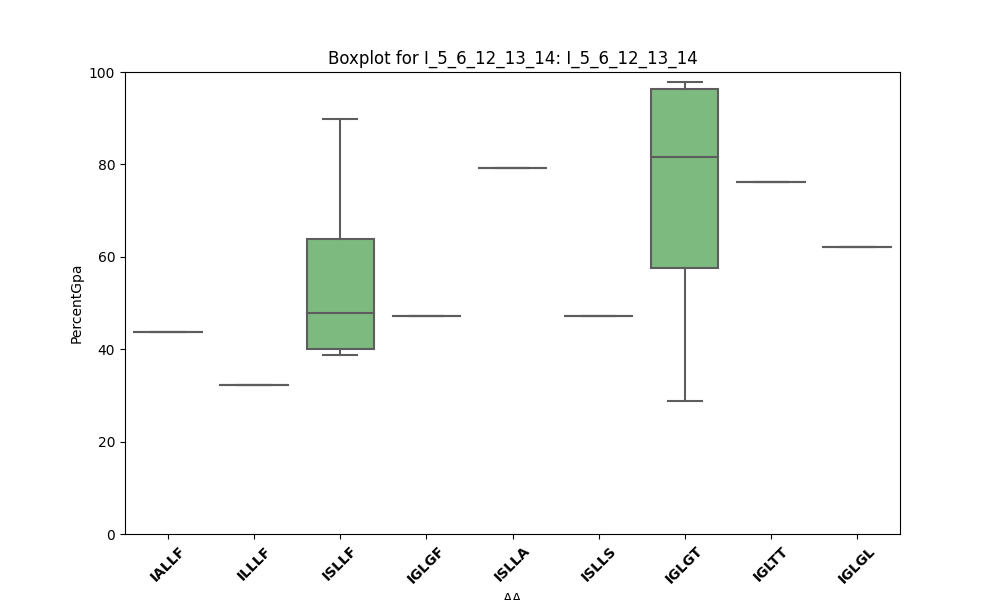 Boxplot for I_5_6_12_13_14: I_5_6_12_13_14
100
80
60
40
20
0
PercentGpa
IALLF
ILLLF
ISLLF
IGLGF
ISLLA
ISLLS
IGLGT
IGLTT
IGLGL
AA